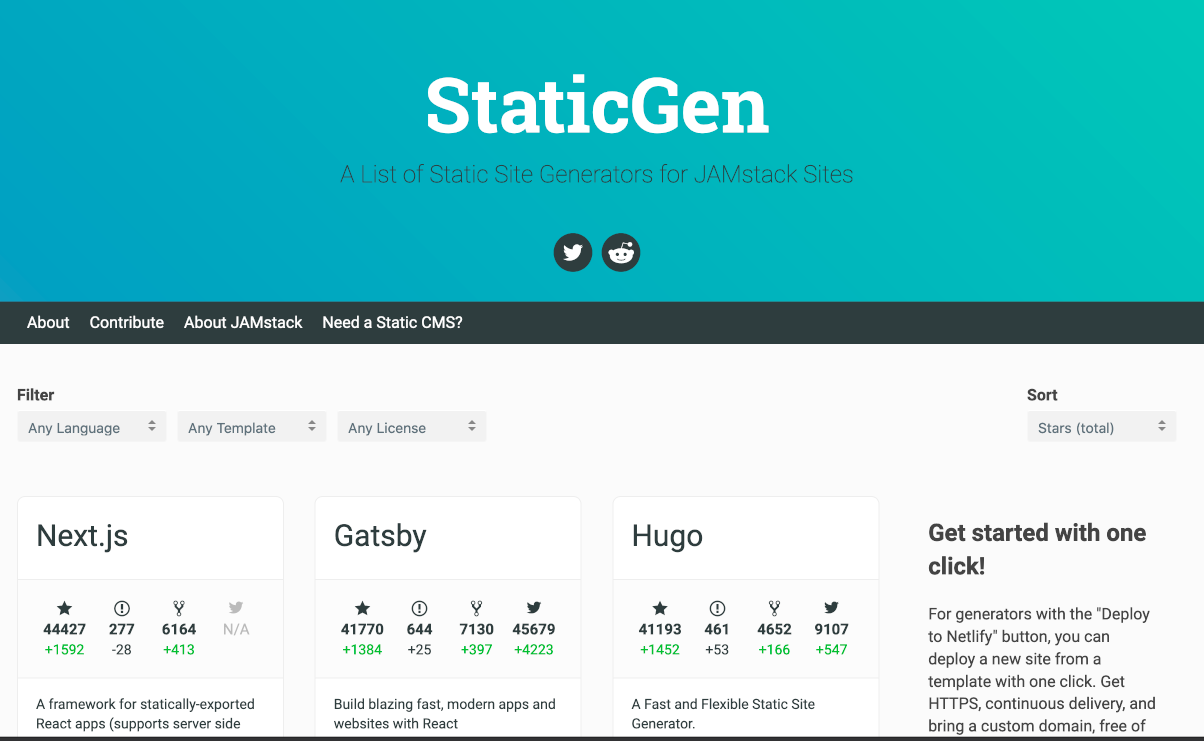 StaticGen
A List of Static Site Generators for JAMstack Sites
About Contribute About JAMstack Need a Static CMS?
Filter
Any Language Any Template Any License
Sort
Stars (total)
Next.js
44427 277 6164 N/A
+1592 -28 +413
A framework for statically-exported
React apps (supports server side
Gatsby
41770 644 7130 45679
+1384 +25 +397 +4223
Build blazing fast, modern apps and
websites with React
Hugo
41193 461 4652 9107
+1452 +53 +166 +547
A Fast and Flexible Static Site
Generator.
Get started with one
click!
For generators with the "Deploy
to Netlify" button, you can
deploy a new site from a
template with one click. Get
HTTPS, continuous delivery, and
bring a custom domain, free of